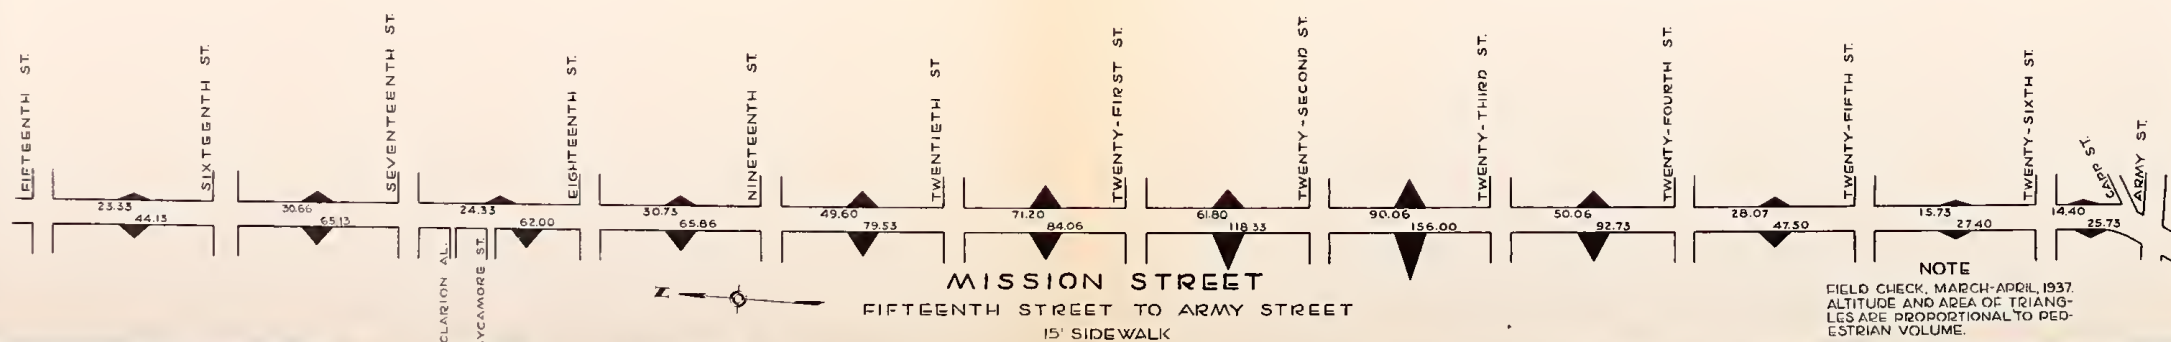 FIFTEENTH ST.
SIXTEENTH ST.
SEVENTEENTH ST.
EIGHTEENTH ST.
NINETEENTH ST.
TWENTIETH ST
TWENTY-FIRST ST.
TWENTY-SECOND ST.
TWENTY-THIRD ST.
TWENTY-FOURTH ST.
TWENTY-FIFTH ST.
TWENTY-SIXTH ST.
CAPP ST.
ARMY ST.
23.33
30.66
24.33
30.73
49.60
71.20
61.80
90.06
50.06
28.07
15.73
14.40
44.13
65.13
62.00
65.86
79.53
84.06
118.33
156.00
92.73
47.50
27.40
25.73
CLARION AL.
SYCAMORE ST.
N
MISSION STREET
FIFTEENTH STREET TO ARMY STREET
15' SIDEWALK
NOTE
FIELD CHECK, MARCH-APRIL, 1937.
ALTITUDE AND AREA OF TRIANG-
LES ARE PROPORTIONAL TO PED-
ESTRIAN VOLUME.